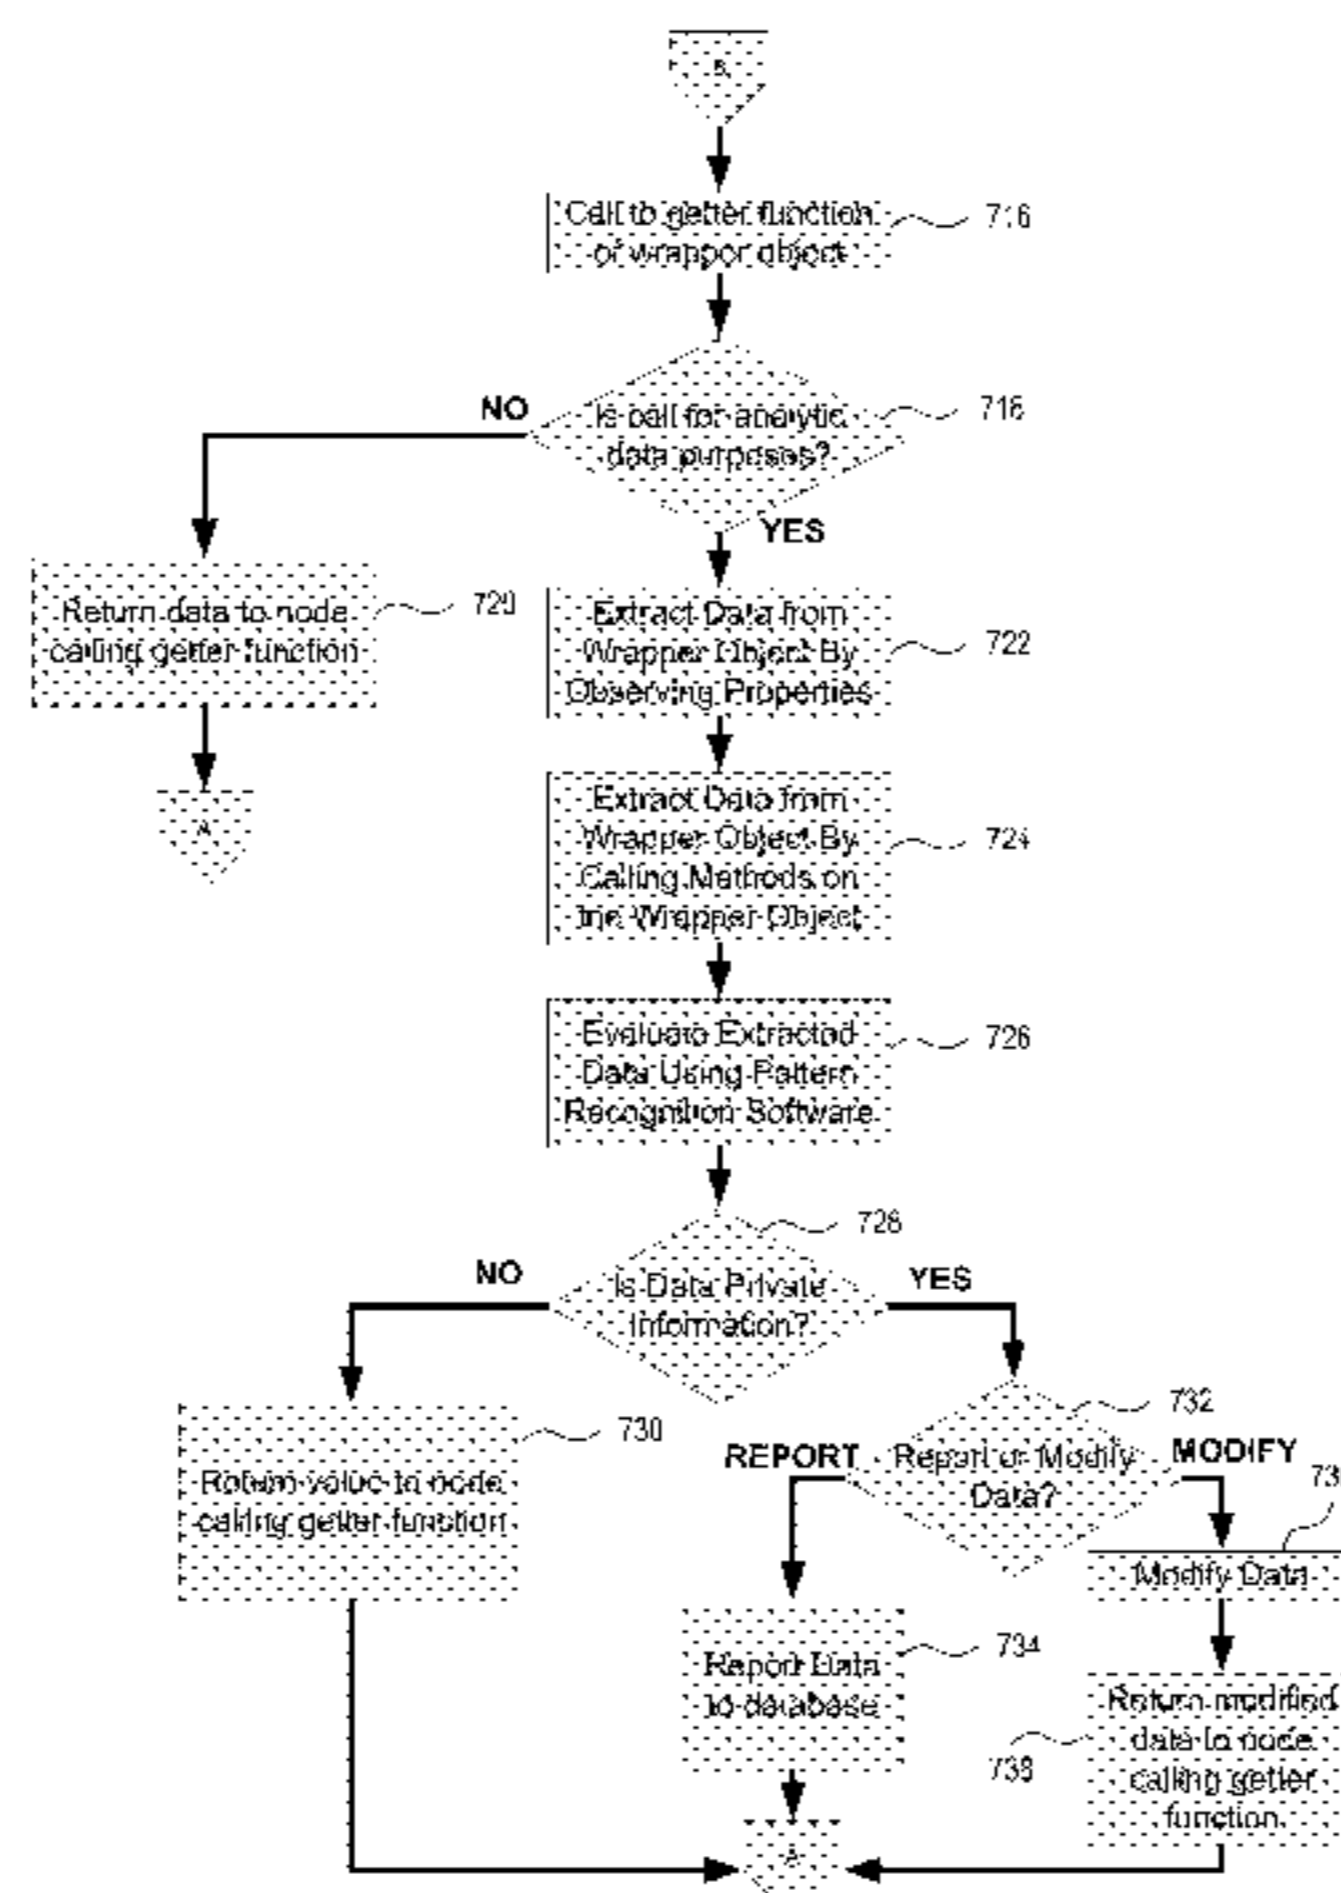 B
Call to getter function
of wrapper object
716
Is call for analytic
data purposes?
718
NO
YES
Return data to node
calling getter function
720
A
Extract Data from
Wrapper Object By
Observing Properties
722
Extract Data from
Wrapper Object By
Calling Methods on
the Wrapper Object
724
Evaluate Extracted
Data Using Pattern
Recognition Software
726
Is Data Private
Information?
728
NO
YES
Return value to node
calling getter function
730
Report or Modify
Data?
732
REPORT
MODIFY
Report Data
to database
734
Modify Data
Return modified
data to node
calling getter
function
738
A